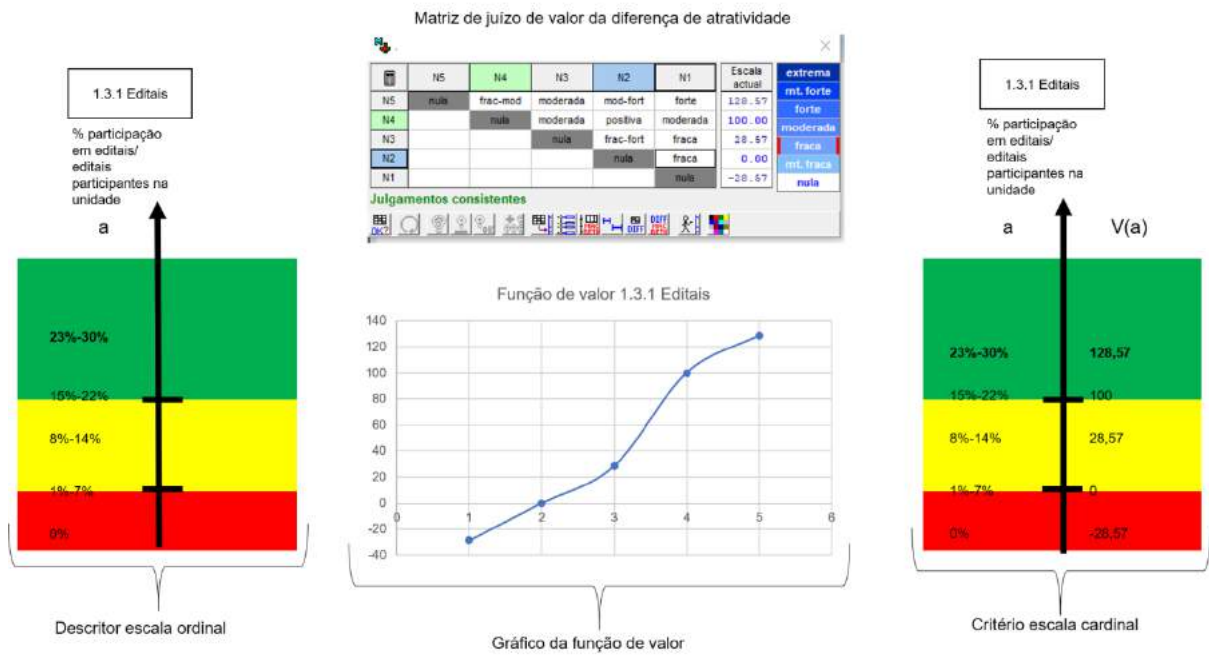 Matriz de juízo de valor da diferença de atratividade
1.3.1 Editais
% participação
em editais/
editais
participantes na
unidade
a
23%-30%
15%-22%
8%-14%
1%-7%
0%
Descritor escala ordinal
N5 N4 N3 N2 N1 Escala actual
N5 nula frac-mod moderada mod-fort forte 128.57
N4 nula moderada positiva moderada 100.00
N3 nula frac-fort fraca 28.57
N2 nula fraca 0.00
N1 nula -28.57
extrema
mt. forte
forte
moderada
fraca
mt. fraca
nula
Julgamentos consistentes
Função de valor 1.3.1 Editais
140
120
100
80
60
40
20
0
-20
-40
0 1 2 3 4 5 6
Gráfico da função de valor
1.3.1 Editais
% participação
em editais/
editais
participantes na
unidade
a V(a)
23%-30% 128,57
15%-22% 100
8%-14% 28,57
1%-7% 0
0% -28,57
Critério escala cardinal